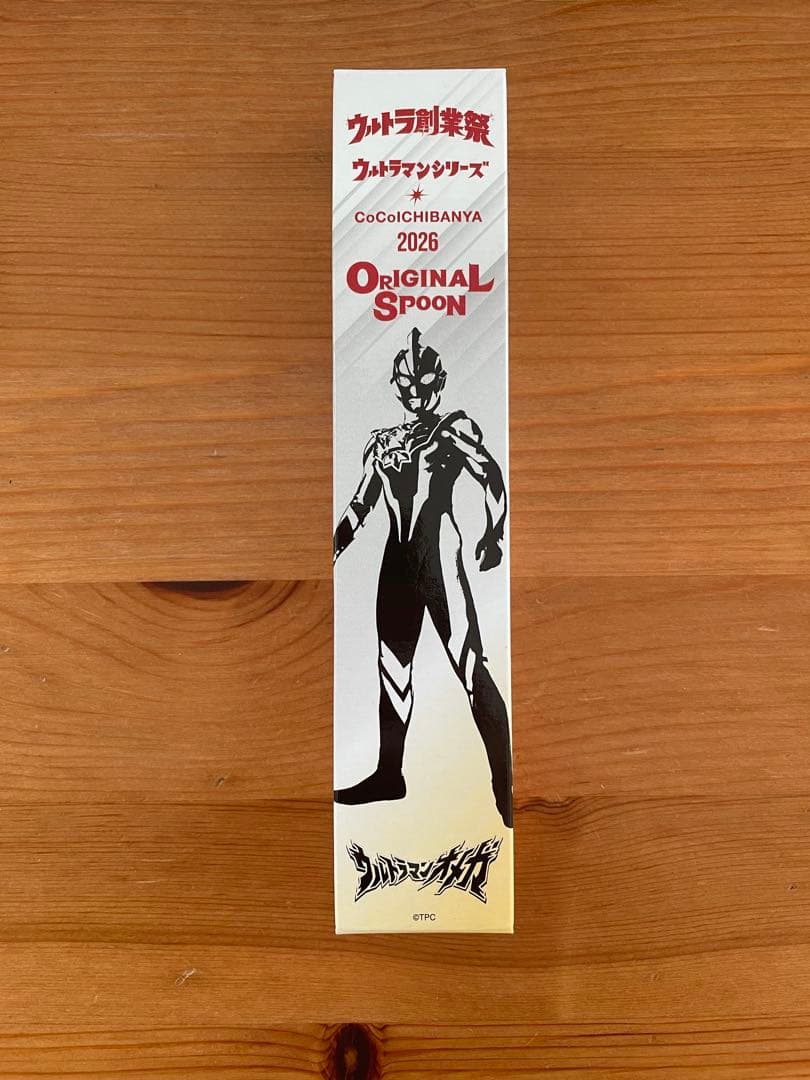 ウルトラ創業祭
ウルトラマンシリーズ
CoCoICHIBANYA
2026
ORIGINAL
SPOON
ウルトラマンオメガ
©TPC